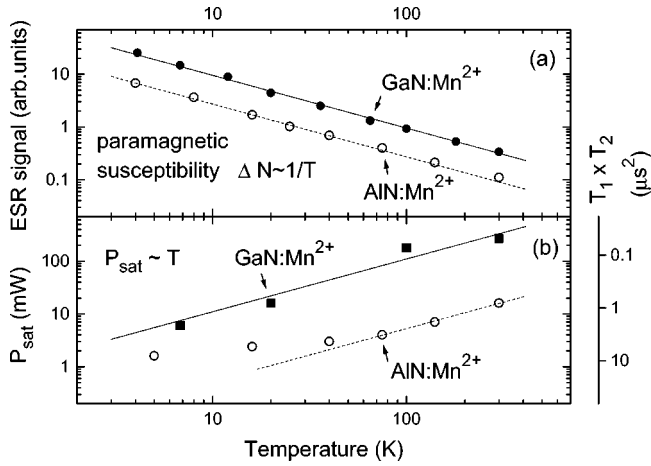 10 100
ESR signal (arb.units)
10
1
0.1
(a)
GaN:Mn2+
paramagnetic
susceptibility Δ N~1/T
AlN:Mn2+
T1 x T2
(μs2)
Psat (mW)
100
10
1
Psat ~ T
GaN:Mn2+
(b)
AlN:Mn2+
0.1
1
10
10 100
Temperature (K)